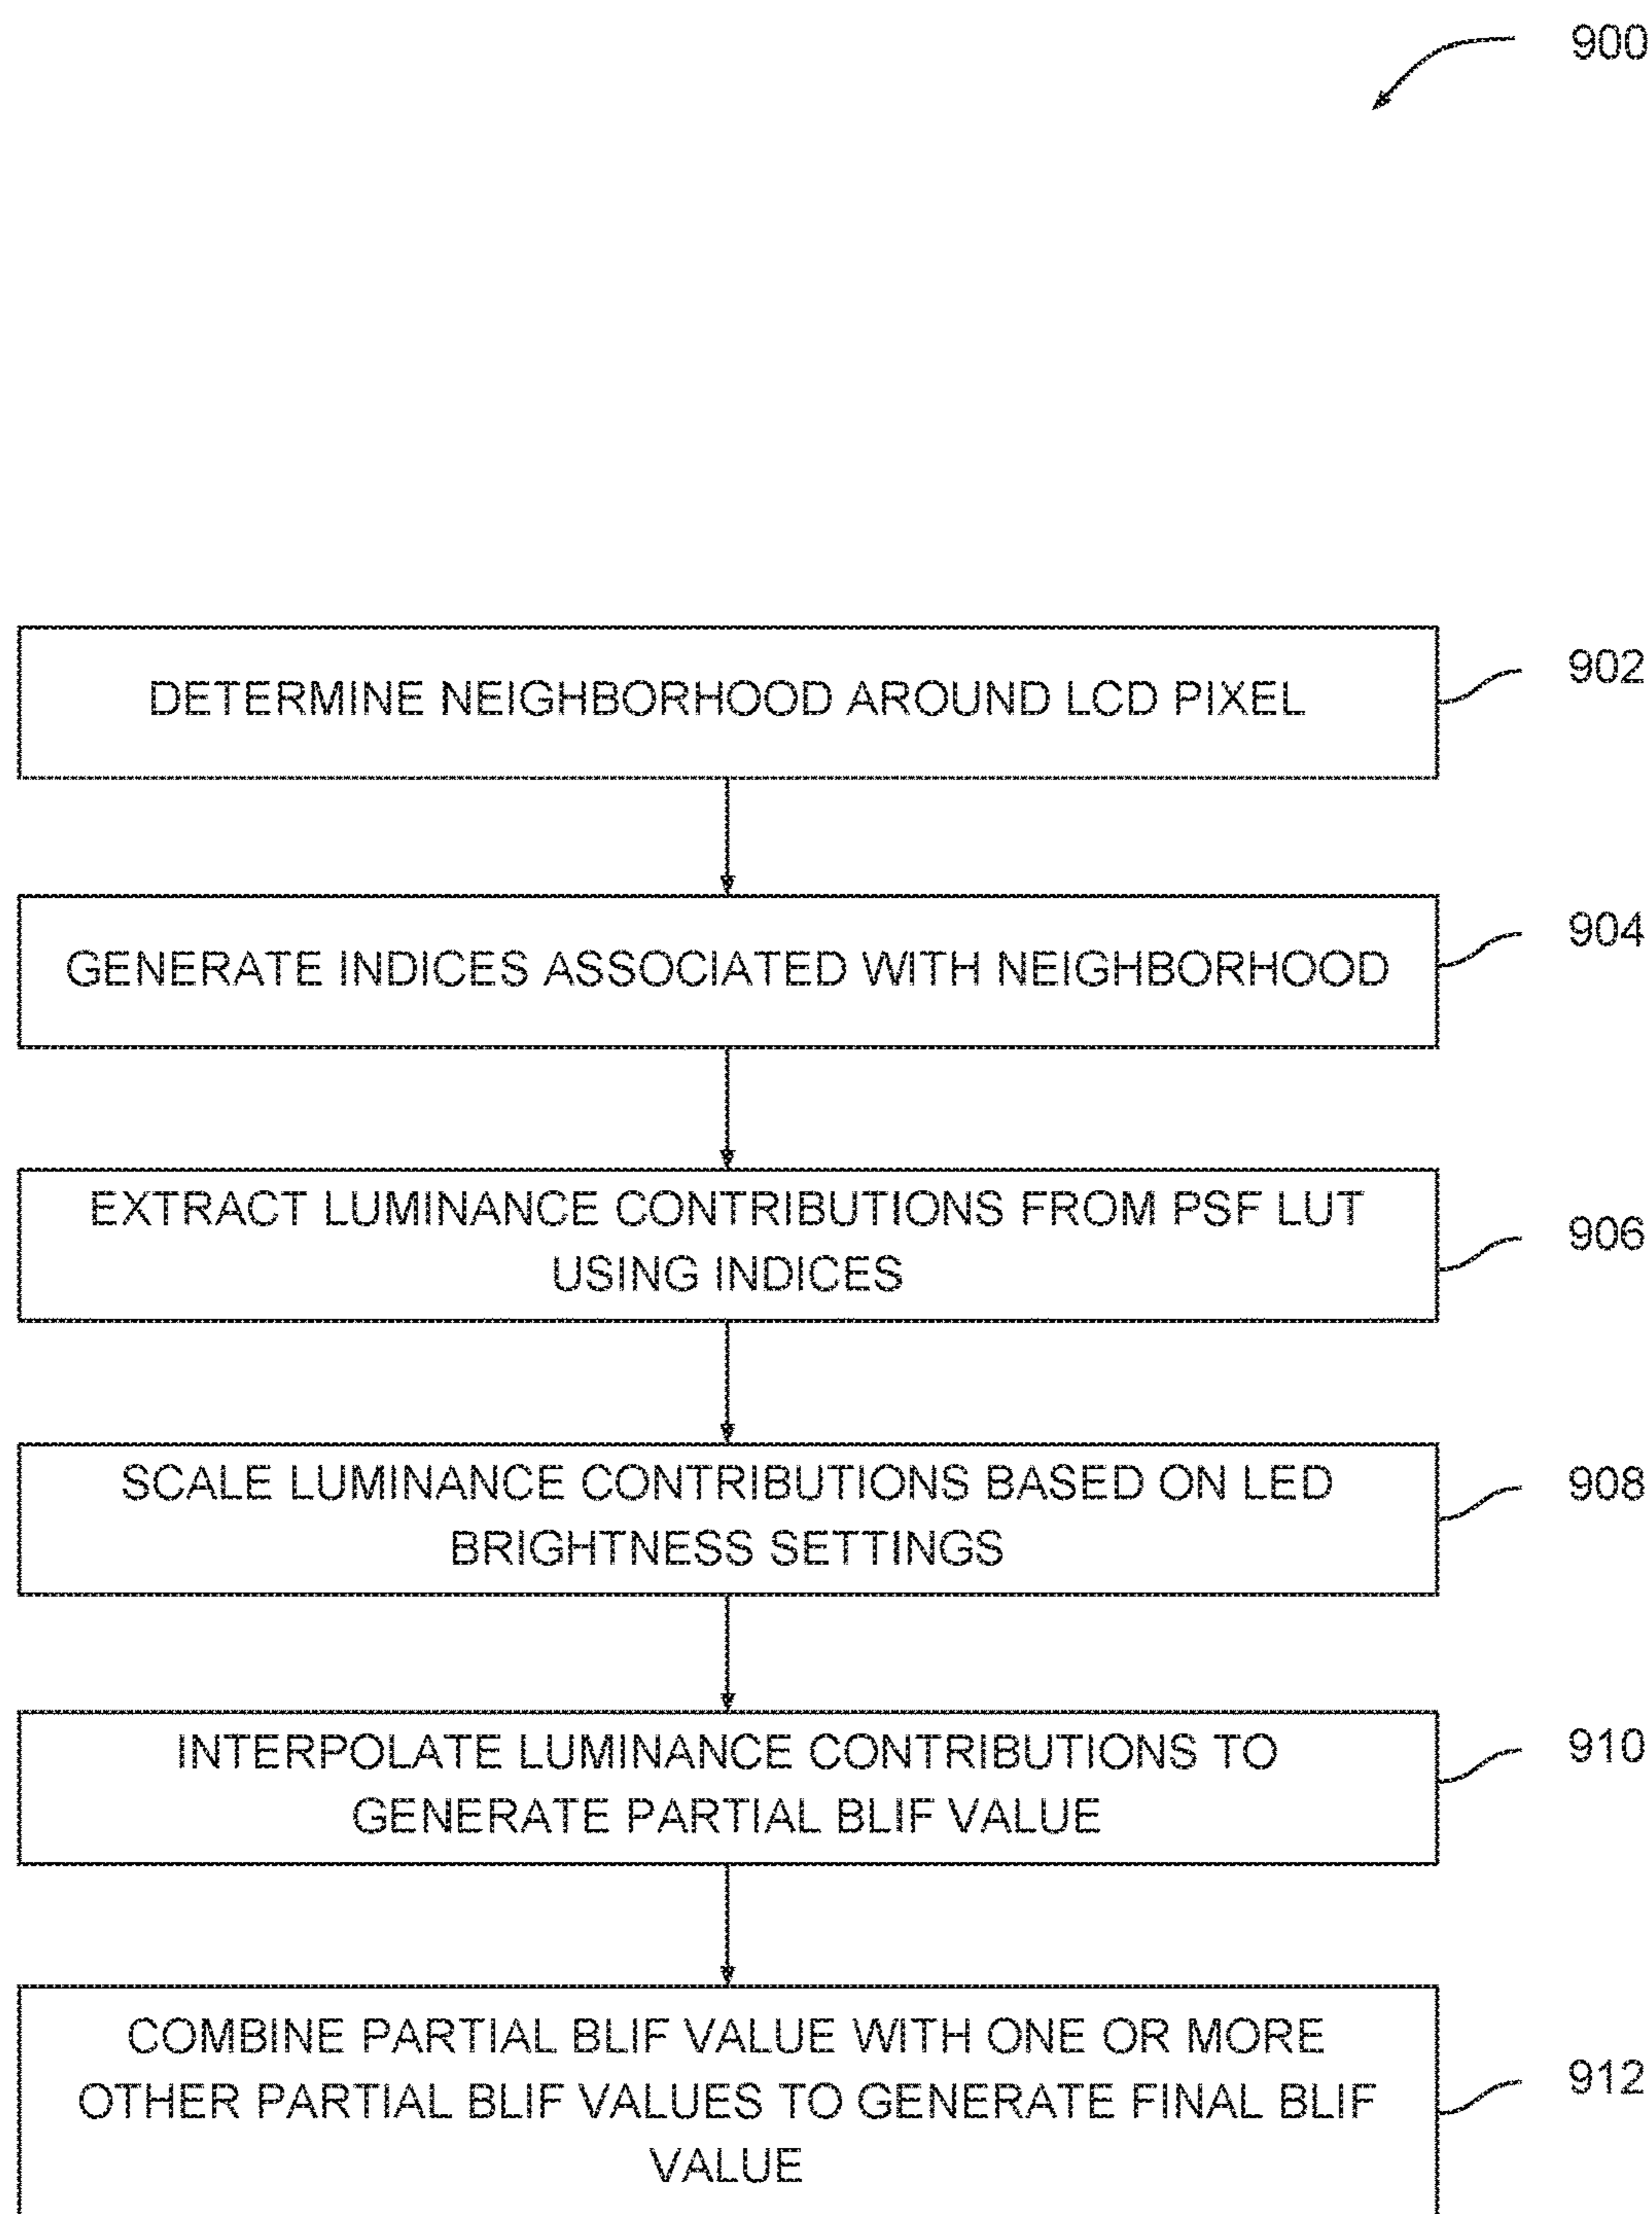 900
DETERMINE NEIGHBORHOOD AROUND LCD PIXEL
902
GENERATE INDICES ASSOCIATED WITH NEIGHBORHOOD
904
EXTRACT LUMINANCE CONTRIBUTIONS FROM PSF LUT
USING INDICES
906
SCALE LUMINANCE CONTRIBUTIONS BASED ON LED
BRIGHTNESS SETTINGS
908
INTERPOLATE LUMINANCE CONTRIBUTIONS TO
GENERATE PARTIAL BLIF VALUE
910
COMBINE PARTIAL BLIF VALUE WITH ONE OR MORE
OTHER PARTIAL BLIF VALUES TO GENERATE FINAL BLIF
VALUE
912